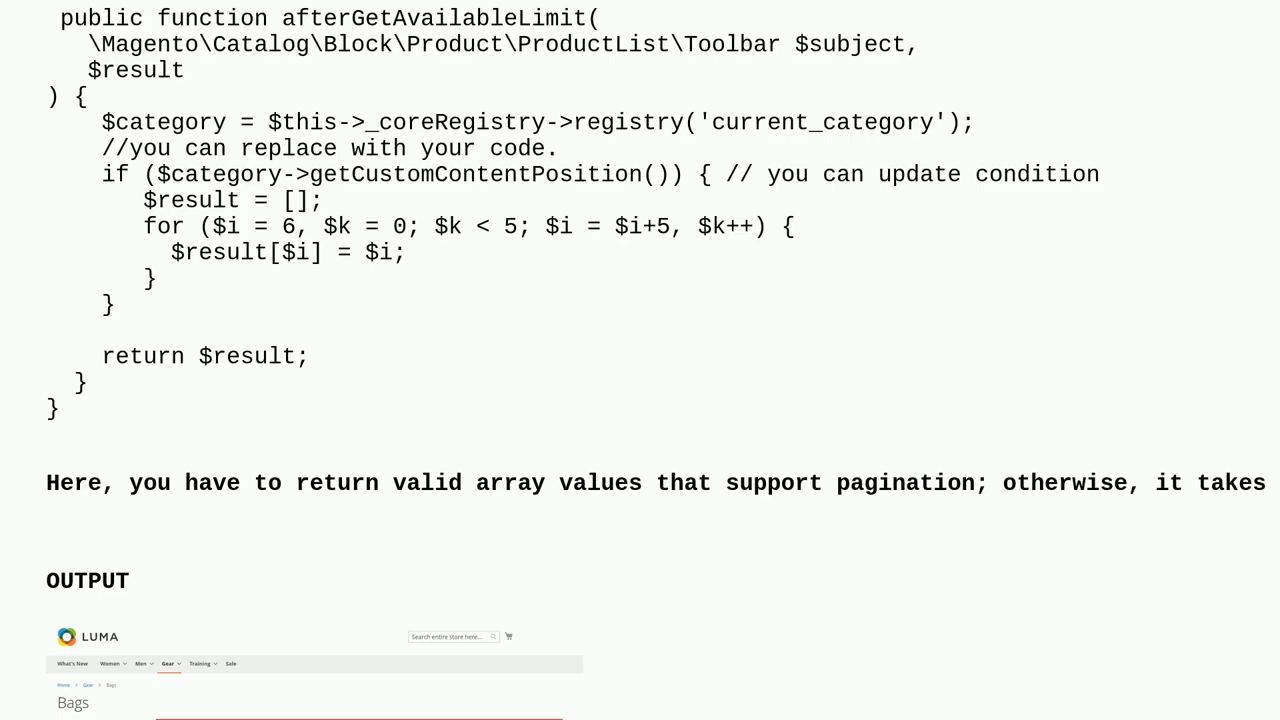 public function afterGetAvailableLimit(
\Magento\Catalog\Block\Product\ProductList\Toolbar $subject,
$result
) {
$category = $this->_coreRegistry->registry('current_category');
//you can replace with your code.
if ($category->getCustomContentPosition()) { // you can update condition
$result = [];
for ($i = 6, $k = 0; $k < 5; $i = $i+5, $k++) {
$result[$i] = $i;
}
}
return $result;
}
}
Here, you have to return valid array values that support pagination; otherwise, it takes
OUTPUT
LUMA Search entire store here...
What's New Women Men Gear Training Sale
Home > Gear > Bags
Bags